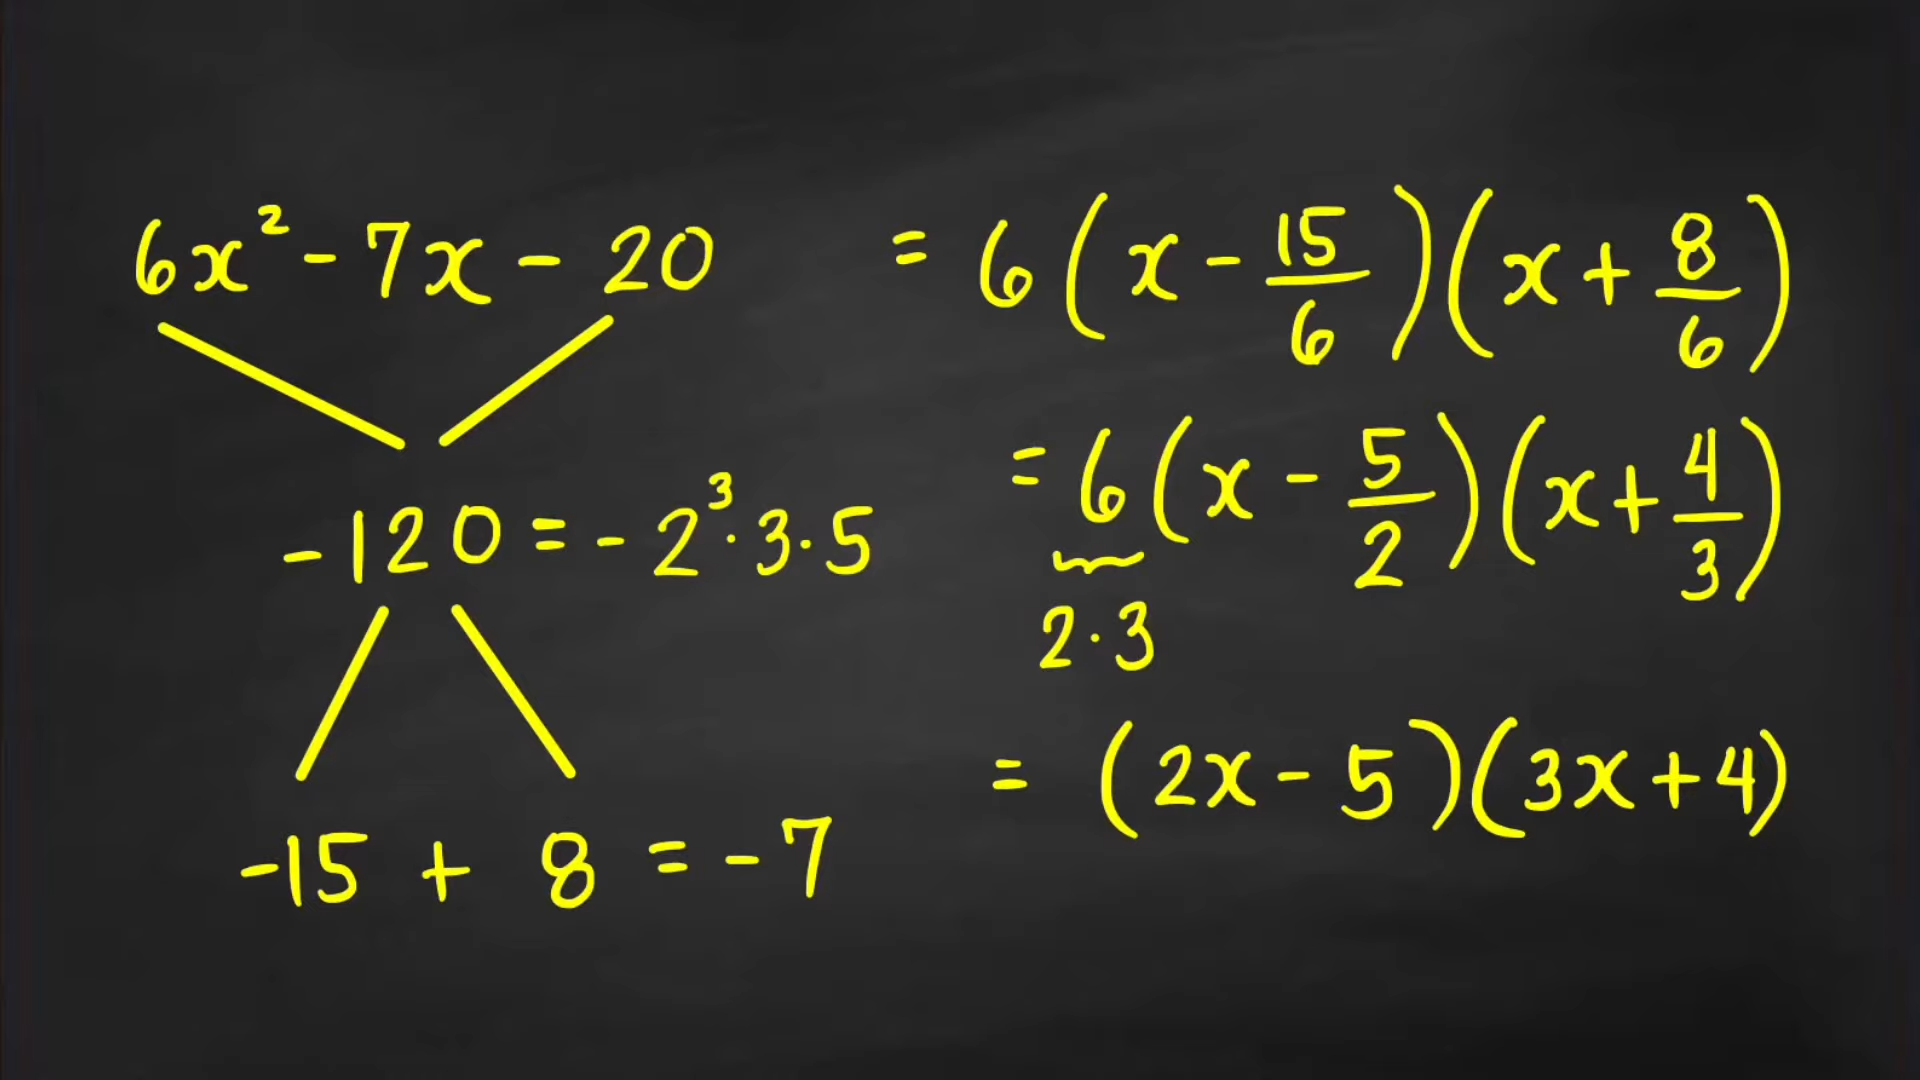 6x² - 7x - 20 = 6(x - 15/6)(x + 8/6)
= 6(x - 5/2)(x + 4/3)
-120 = -2³·3·5
2·3
= (2x - 5)(3x + 4)
-15 + 8 = -7